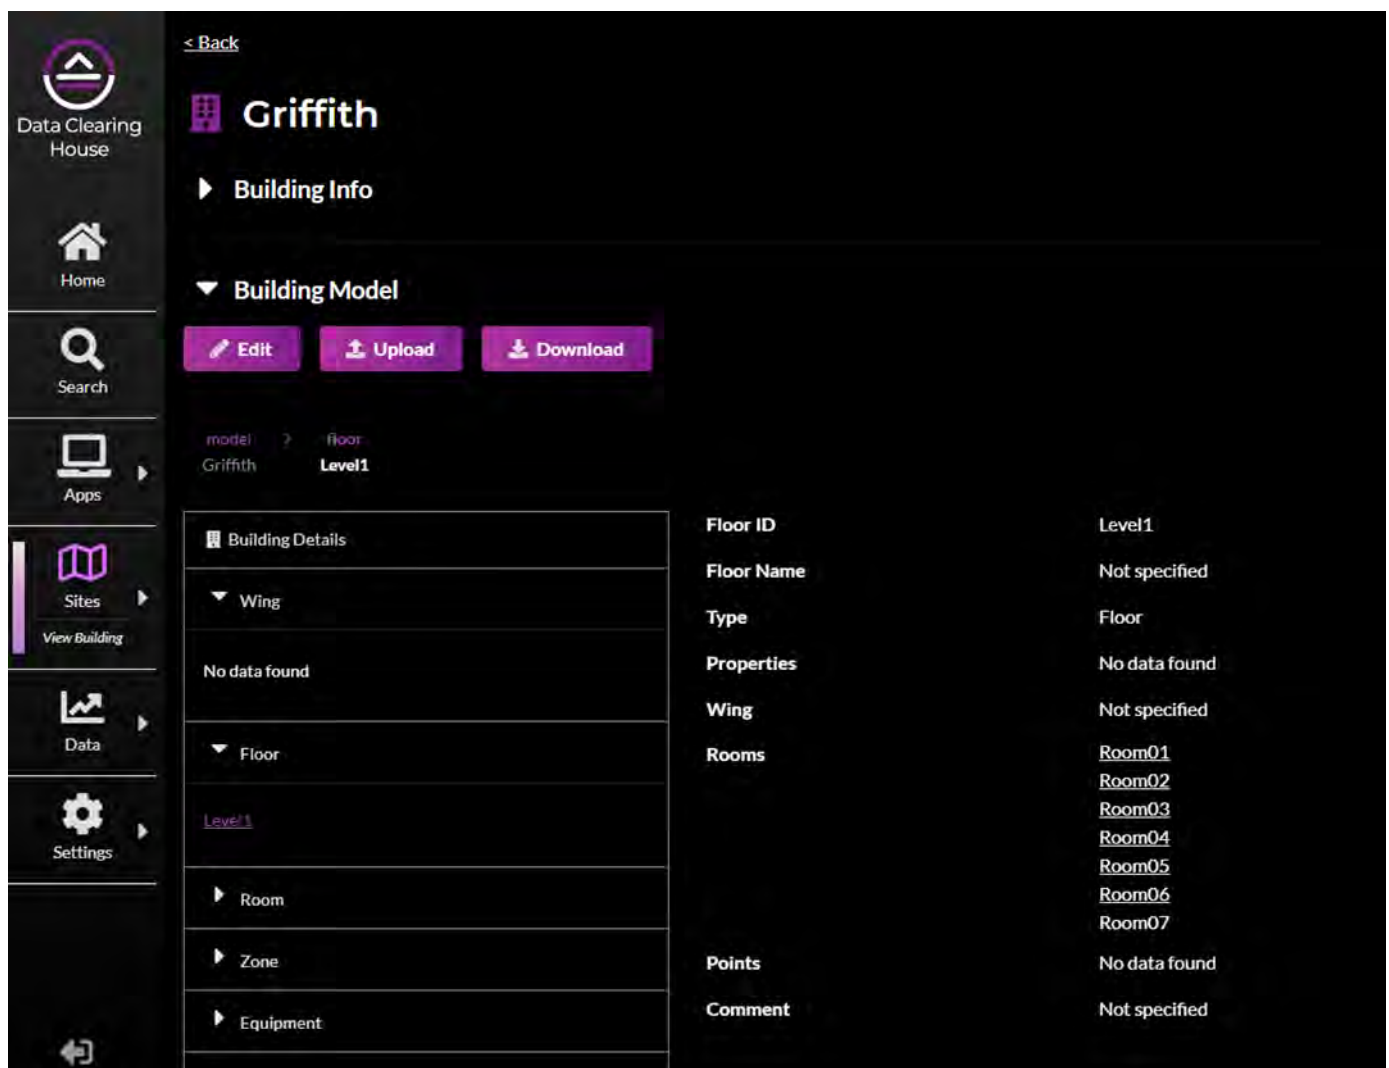 Data Clearing
House
Home
Search
Apps
Sites
View Building
Data
Settings
< Back
Griffith
Building Info
Building Model
Edit Upload Download
model > floor
Griffith Level1
Building Details
Wing
No data found
Floor
Level1
Room
Zone
Equipment
Floor ID Level1
Floor Name Not specified
Type Floor
Properties No data found
Wing Not specified
Rooms Room01
Room02
Room03
Room04
Room05
Room06
Room07
Points No data found
Comment Not specified